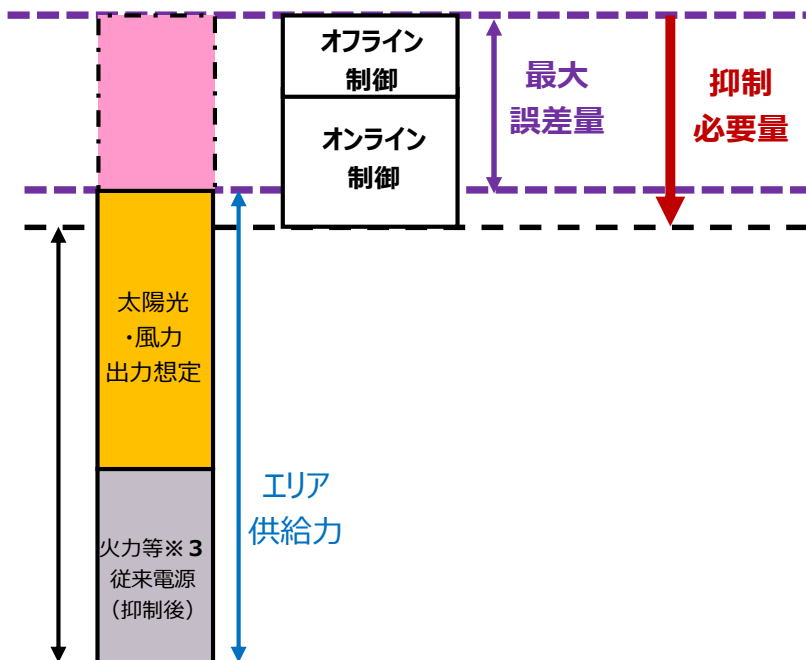 オフライン
制御
オンライン
制御
最大
誤差量
抑制
必要量
太陽光
・風力
出力想定
エリア
供給力
火力等※３
従来電源
（抑制後）